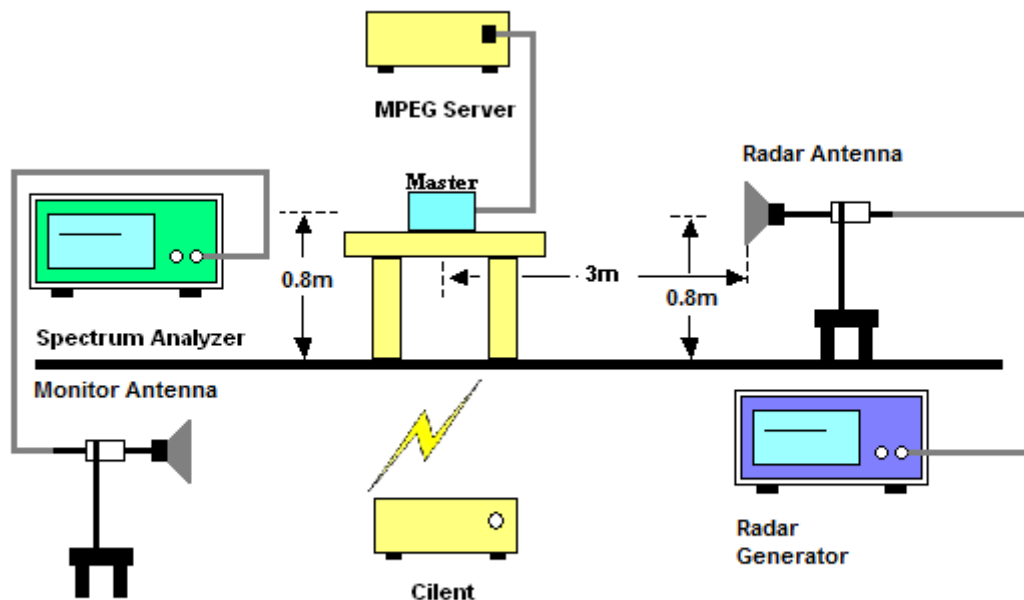 MPEG Server
Master
Radar Antenna
0.8m
3m
0.8m
Spectrum Analyzer
Monitor Antenna
Radar
Generator
Cilent